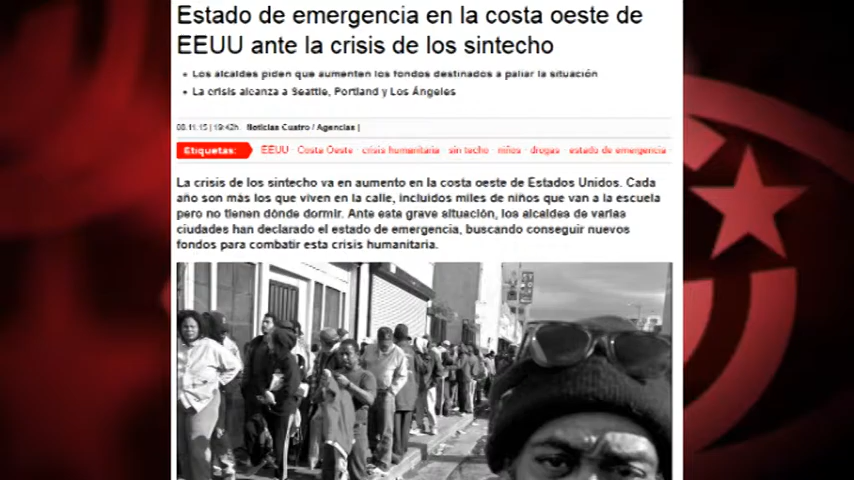 Estado de emergencia en la costa oeste de
EEUU ante la crisis de los sintecho
Los alcaldes piden que aumenten los fondos destinados a paliar la situación
La crisis alcanza a Seattle, Portland y Los Ángeles
08.11.15 | 19:42h. Noticias Cuatro / Agencias |
Etiquetas: EEUU · Costa Oeste · crisis humanitaria · sin techo · niños · drogas · estado de emergencia
La crisis de los sintecho va en aumento en la costa oeste de Estados Unidos. Cada
año son más los que viven en la calle, incluidos miles de niños que van a la escuela
pero no tienen dónde dormir. Ante esta grave situación, los alcaldes de varias
ciudades han declarado el estado de emergencia, buscando conseguir nuevos
fondos para combatir esta crisis humanitaria.